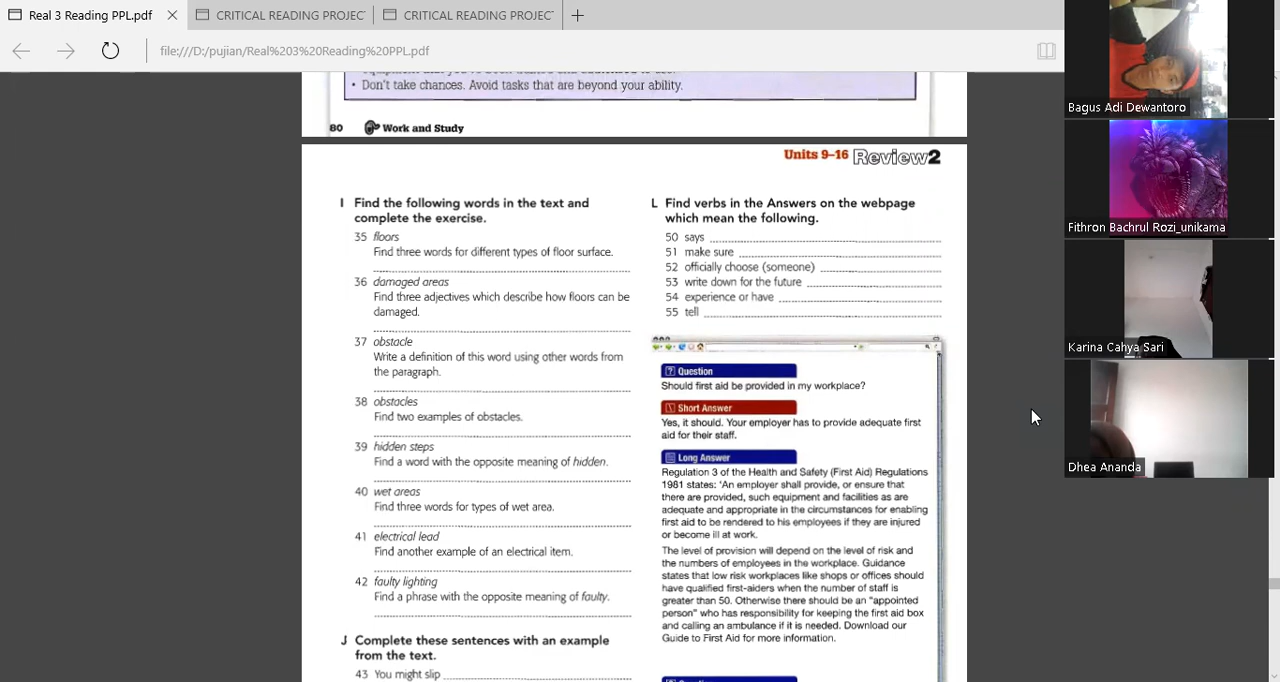 Real 3 Reading PPL.pdf
CRITICAL READING PROJEC
CRITICAL READING PROJEC
file:///D:/pujian/Real%203%20Reading%20PPL.pdf
• Don't take chances. Avoid tasks that are beyond your ability.
80 Work and Study
Units 9–16 Review2
I Find the following words in the text and
complete the exercise.
35 floors
Find three words for different types of floor surface.
36 damaged areas
Find three adjectives which describe how floors can be
damaged.
37 obstacle
Write a definition of this word using other words from
the paragraph.
38 obstacles
Find two examples of obstacles.
39 hidden steps
Find a word with the opposite meaning of hidden.
40 wet areas
Find three words for types of wet area.
41 electrical lead
Find another example of an electrical item.
42 faulty lighting
Find a phrase with the opposite meaning of faulty.
J Complete these sentences with an example
from the text.
43 You might slip
L Find verbs in the Answers on the webpage
which mean the following.
50 says
51 make sure
52 officially choose (someone)
53 write down for the future
54 experience or have
55 tell
? Question
Should first aid be provided in my workplace?
Short Answer
Yes, it should. Your employer has to provide adequate first
aid for their staff.
Long Answer
Regulation 3 of the Health and Safety (First Aid) Regulations
1981 states: 'An employer shall provide, or ensure that
there are provided, such equipment and facilities as are
adequate and appropriate in the circumstances for enabling
first aid to be rendered to his employees if they are injured
or become ill at work.
The level of provision will depend on the level of risk and
the numbers of employees in the workplace. Guidance
states that low risk workplaces like shops or offices should
have qualified first-aiders when the number of staff is
greater than 50. Otherwise there should be an "appointed
person" who has responsibility for keeping the first aid box
and calling an ambulance if it is needed. Download our
Guide to First Aid for more information.
Bagus Adi Dewantoro
Fithron Bachrul Rozi_unikama
Karina Cahya Sari
Dhea Ananda